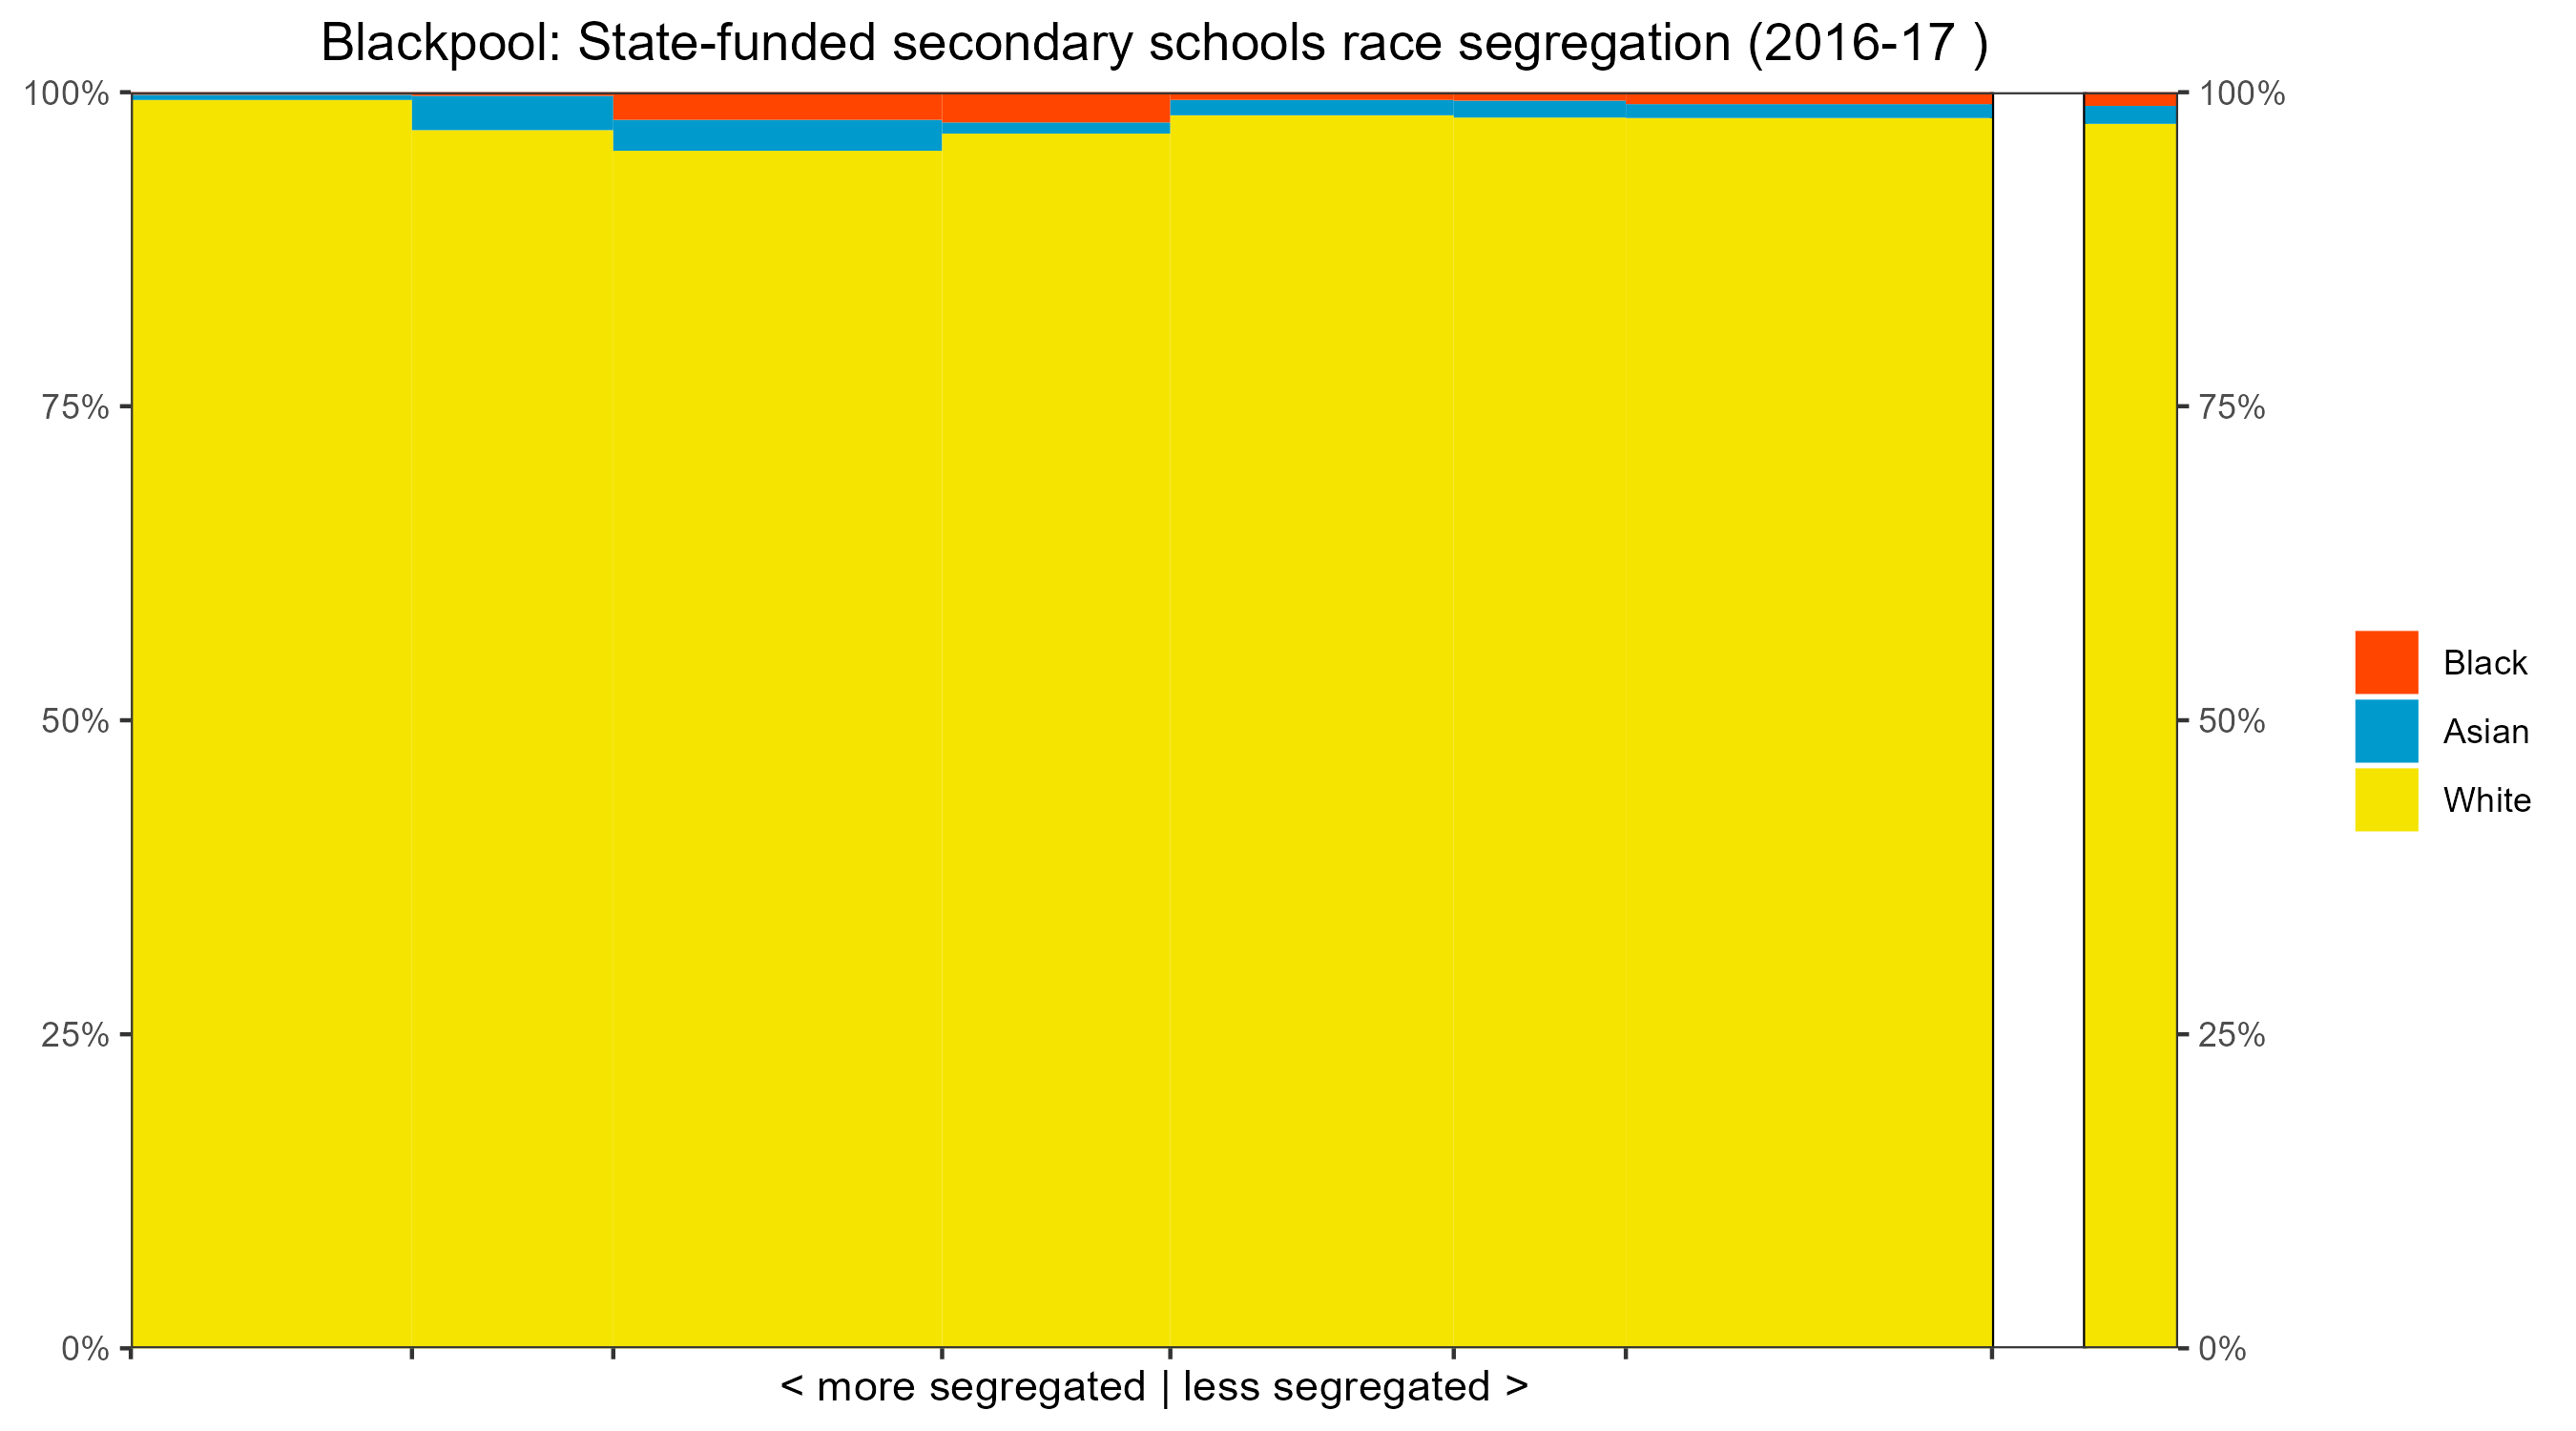 Blackpool: State-funded secondary schools race segregation (2016-17 )
100%
75%
50%
25%
0%
100%
75%
50%
25%
0%
Black
Asian
White
< more segregated | less segregated >